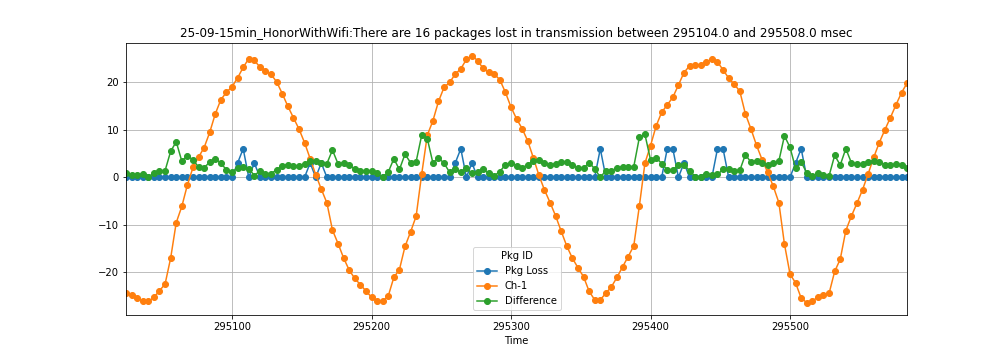 25-09-15min_HonorWithWifi:There are 16 packages lost in transmission between 295104.0 and 295508.0 msec
20
10
0
−10
−20
Pkg ID
Pkg Loss
Ch-1
Difference
295100 295200 295300 295400 295500
Time